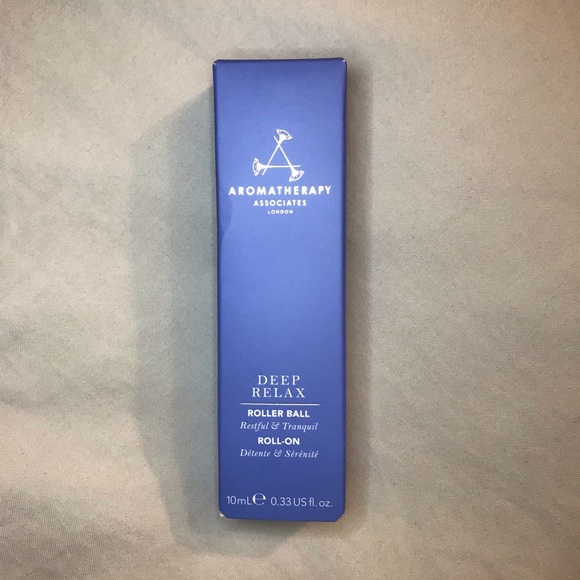 AROMATHERAPY
ASSOCIATES
LONDON
DEEP
RELAX
ROLLER BALL
Restful & Tranquil
ROLL-ON
Détente & Sérénité
10mL℮ 0.33 US fl. oz.